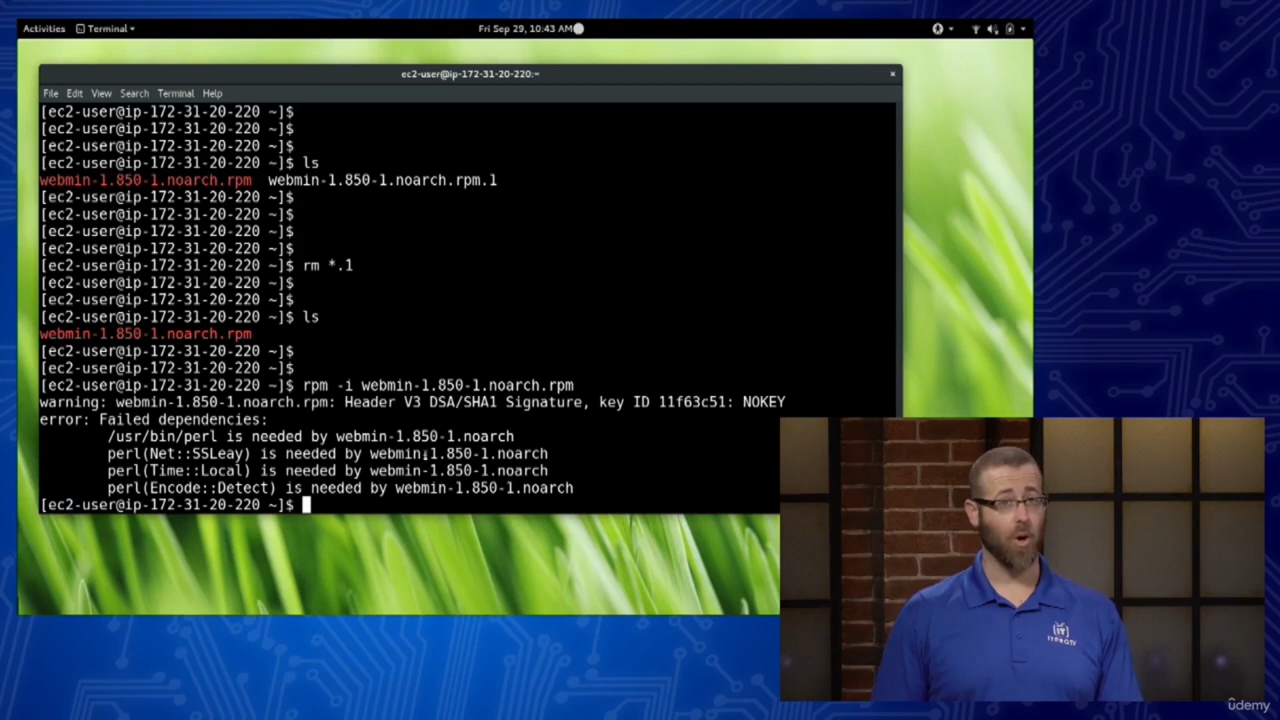 Activities Terminal Fri Sep 29, 10:43 AM
ec2-user@ip-172-31-20-220:~ ×
File Edit View Search Terminal Help
[ec2-user@ip-172-31-20-220 ~]$
[ec2-user@ip-172-31-20-220 ~]$
[ec2-user@ip-172-31-20-220 ~]$
[ec2-user@ip-172-31-20-220 ~]$ ls
webmin-1.850-1.noarch.rpm webmin-1.850-1.noarch.rpm.1
[ec2-user@ip-172-31-20-220 ~]$
[ec2-user@ip-172-31-20-220 ~]$
[ec2-user@ip-172-31-20-220 ~]$
[ec2-user@ip-172-31-20-220 ~]$
[ec2-user@ip-172-31-20-220 ~]$ rm *.1
[ec2-user@ip-172-31-20-220 ~]$
[ec2-user@ip-172-31-20-220 ~]$
[ec2-user@ip-172-31-20-220 ~]$ ls
webmin-1.850-1.noarch.rpm
[ec2-user@ip-172-31-20-220 ~]$
[ec2-user@ip-172-31-20-220 ~]$
[ec2-user@ip-172-31-20-220 ~]$ rpm -i webmin-1.850-1.noarch.rpm
warning: webmin-1.850-1.noarch.rpm: Header V3 DSA/SHA1 Signature, key ID 11f63c51: NOKEY
error: Failed dependencies:
/usr/bin/perl is needed by webmin-1.850-1.noarch
perl(Net::SSLeay) is needed by webmin-1.850-1.noarch
perl(Time::Local) is needed by webmin-1.850-1.noarch
perl(Encode::Detect) is needed by webmin-1.850-1.noarch
[ec2-user@ip-172-31-20-220 ~]$
IT
ITPROTV
ûdemy